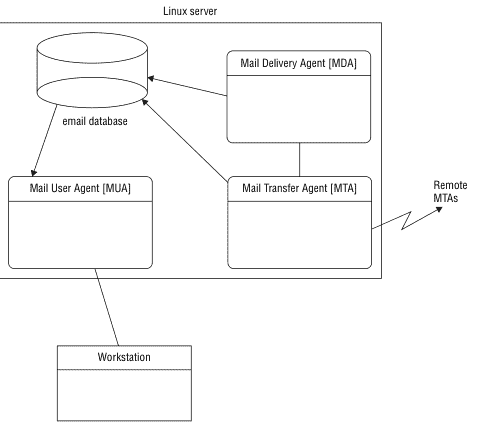 Linux server
Mail Delivery Agent [MDA]
email database
Mail User Agent [MUA]
Mail Transfer Agent [MTA]
Remote
MTAs
Workstation